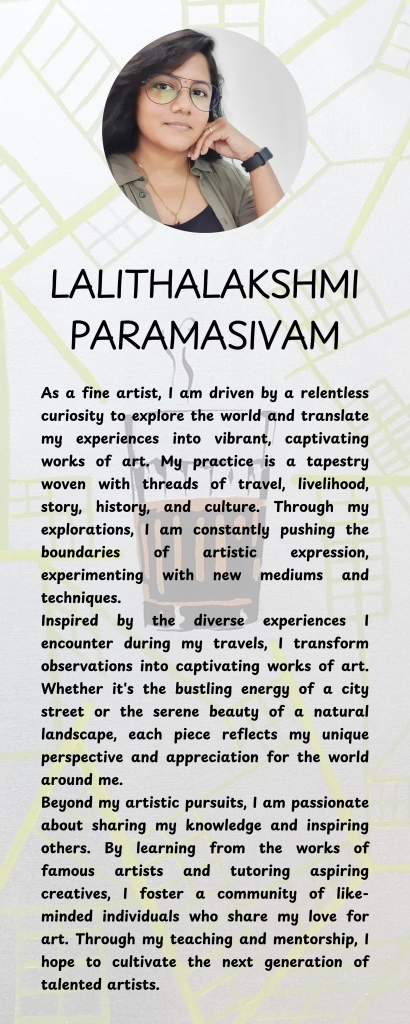 LALITHALAKSHMI
PARAMASIVAM
As a fine artist, I am driven by a relentless
curiosity to explore the world and translate
my experiences into vibrant, captivating
works of art. My practice is a tapestry
woven with threads of travel, livelihood,
story, history, and culture. Through my
explorations, I am constantly pushing the
boundaries of artistic expression,
experimenting with new mediums and
techniques.
Inspired by the diverse experiences I
encounter during my travels, I transform
observations into captivating works of art.
Whether it's the bustling energy of a city
street or the serene beauty of a natural
landscape, each piece reflects my unique
perspective and appreciation for the world
around me.
Beyond my artistic pursuits, I am passionate
about sharing my knowledge and inspiring
others. By learning from the works of
famous artists and tutoring aspiring
creatives, I foster a community of like-
minded individuals who share my love for
art. Through my teaching and mentorship, I
hope to cultivate the next generation of
talented artists.